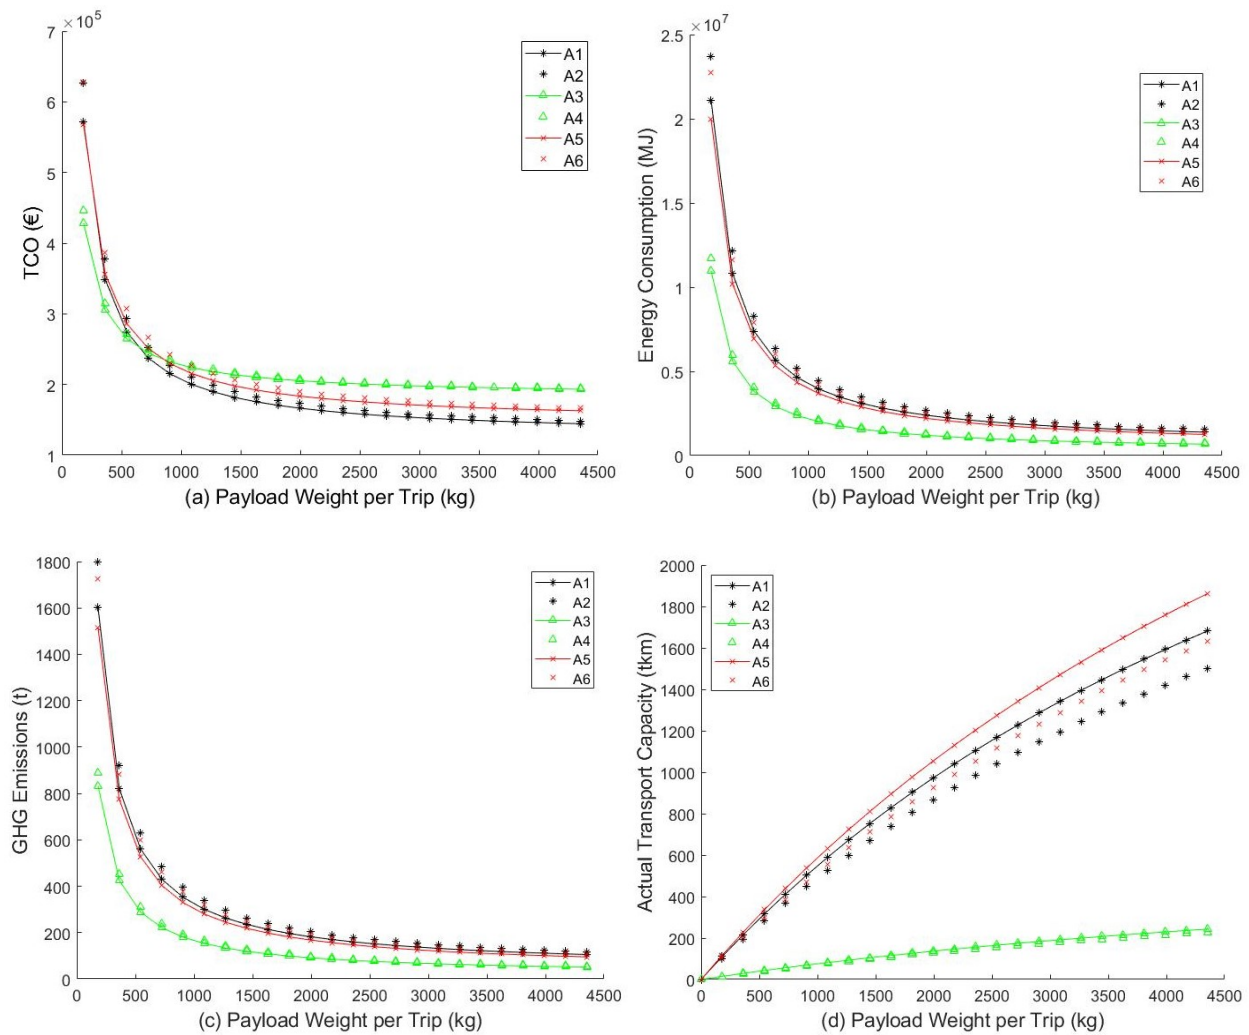 ×10⁵
7
6
5
4
3
2
1
TCO (€)
0 500 1000 1500 2000 2500 3000 3500 4000 4500
(a) Payload Weight per Trip (kg)
A1
A2
A3
A4
A5
A6
×10⁷
2.5
2
1.5
1
0.5
0
Energy Consumption (MJ)
0 500 1000 1500 2000 2500 3000 3500 4000 4500
(b) Payload Weight per Trip (kg)
A1
A2
A3
A4
A5
A6
1800
1600
1400
1200
1000
800
600
400
200
0
GHG Emissions (t)
0 500 1000 1500 2000 2500 3000 3500 4000 4500
(c) Payload Weight per Trip (kg)
A1
A2
A3
A4
A5
A6
2000
1800
1600
1400
1200
1000
800
600
400
200
0
Actual Transport Capacity (tkm)
0 500 1000 1500 2000 2500 3000 3500 4000 4500
(d) Payload Weight per Trip (kg)
A1
A2
A3
A4
A5
A6